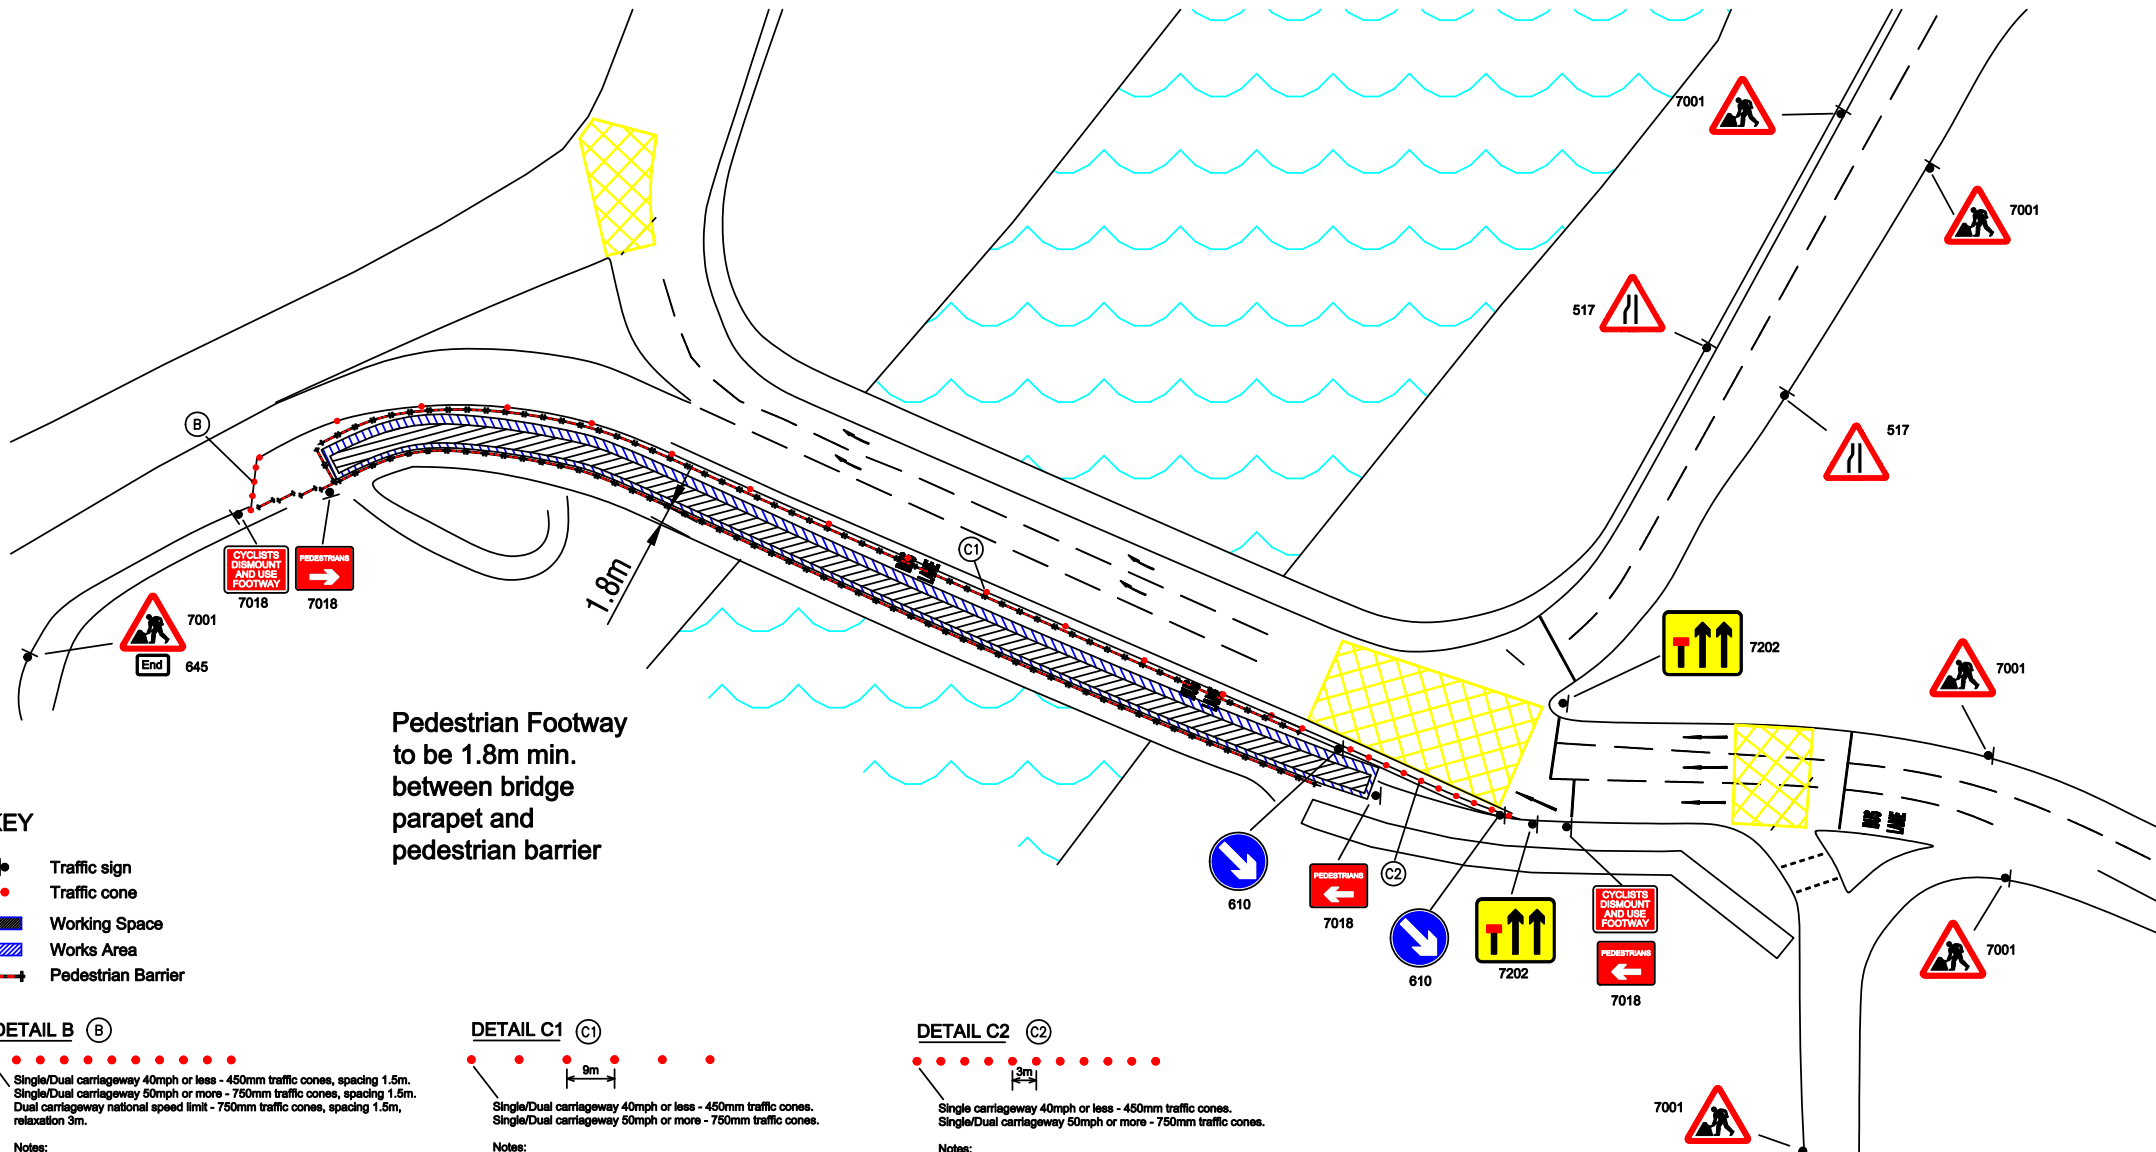 7001
7001
517
517
B
C1
CYCLISTS
DISMOUNT
AND USE
FOOTWAY
7018
PEDESTRIANS
7018
1.8m
7001
End
645
7202
7001
BUS
LANE
Pedestrian Footway
to be 1.8m min.
between bridge
parapet and
pedestrian barrier
610
PEDESTRIANS
7018
C2
610
7202
CYCLISTS
DISMOUNT
AND USE
FOOTWAY
PEDESTRIANS
7018
7001
7001
KEY
Traffic sign
Traffic cone
Working Space
Works Area
Pedestrian Barrier
DETAIL B B
Single/Dual carriageway 40mph or less - 450mm traffic cones, spacing 1.5m.
Single/Dual carriageway 50mph or more - 750mm traffic cones, spacing 1.5m.
Dual carriageway national speed limit - 750mm traffic cones, spacing 1.5m,
relaxation 3m.
Notes:
DETAIL C1 C1
9m
Single/Dual carriageway 40mph or less - 450mm traffic cones.
Single/Dual carriageway 50mph or more - 750mm traffic cones.
Notes:
DETAIL C2 C2
3m
Single carriageway 40mph or less - 450mm traffic cones.
Single/Dual carriageway 50mph or more - 750mm traffic cones.
Notes: